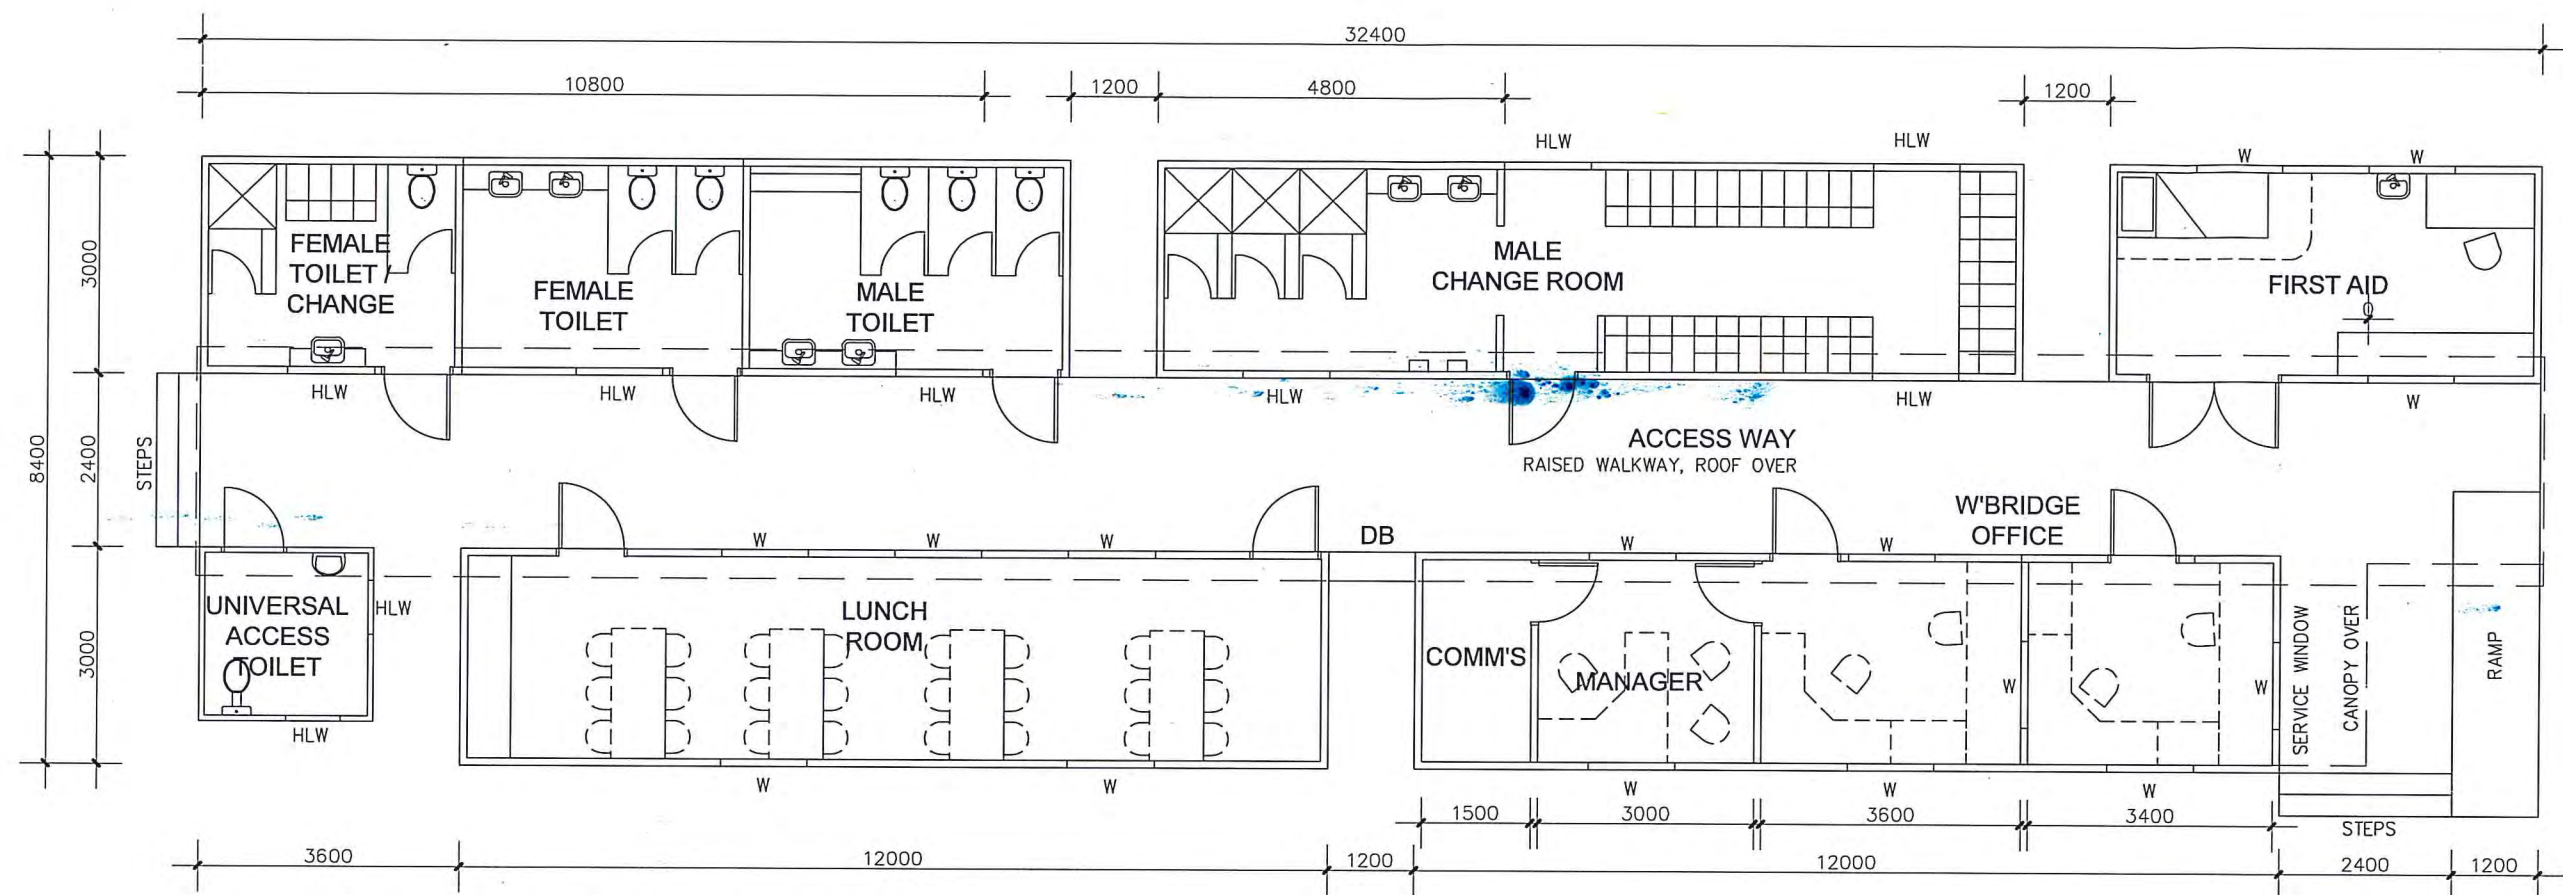 32400
10800
1200
4800
1200
HLW
HLW
W
W
8400
3000
2400
3000
STEPS
FEMALE
TOILET /
CHANGE
FEMALE
TOILET
MALE
TOILET
MALE
CHANGE ROOM
FIRST AID
HLW
HLW
HLW
HLW
HLW
W
ACCESS WAY
RAISED WALKWAY, ROOF OVER
W'BRIDGE
OFFICE
DB
W
W
W
W
W
UNIVERSAL
ACCESS
TOILET
HLW
HLW
LUNCH
ROOM
COMM'S
MANAGER
W
W
SERVICE WINDOW
CANOPY OVER
RAMP
W
W
W
W
W
1500
3000
3600
3400
STEPS
3600
12000
1200
12000
2400
1200